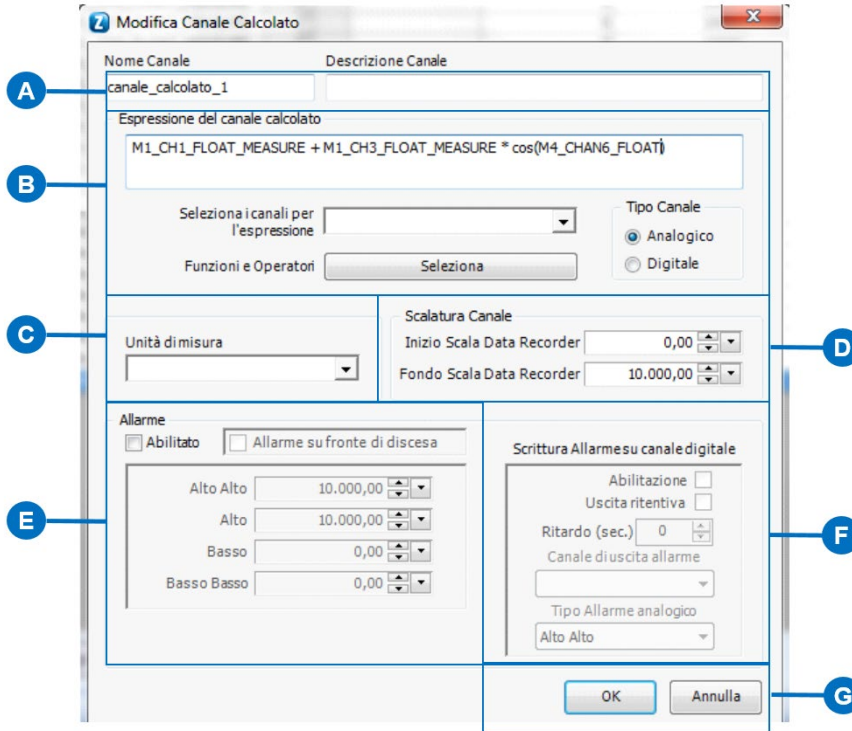 Z Modifica Canale Calcolato
x
Nome Canale Descrizione Canale
A canale_calcolato_1
Espressione del canale calcolato
M1_CH1_FLOAT_MEASURE + M1_CH3_FLOAT_MEASURE * cos(M4_CHAN6_FLOAT)
B
Seleziona i canali per l'espressione
Tipo Canale
Analogico
Funzioni e Operatori Seleziona Digitale
C
Unità di misura
Scalatura Canale
Inizio Scala Data Recorder 0,00
D
Fondo Scala Data Recorder 10.000,00
Allarme
Abilitato Allarme su fronte di discesa
Alto Alto 10.000,00
E Alto 10.000,00
Basso 0,00
Basso Basso 0,00
Scrittura Allarme su canale digitale
Abilitazione
Uscita ritentiva
Ritardo (sec.) 0
F
Canale di uscita allarme
Tipo Allarme analogico
Alto Alto
OK Annulla G